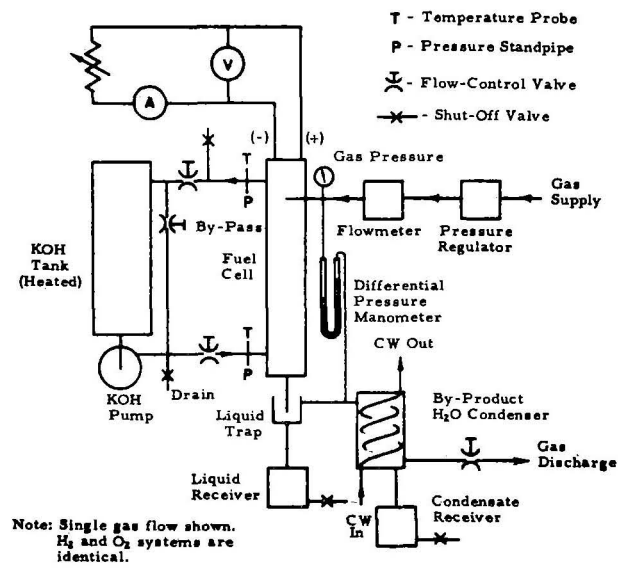 T - Temperature Probe
P - Pressure Standpipe
- Flow-Control Valve
- Shut-Off Valve
V
A
(-)
(+)
Gas Pressure
T
P
By-Pass
Fuel
Cell
Flowmeter
Pressure
Regulator
Gas
Supply
KOH
Tank
(Heated)
Differential
Pressure
Manometer
T
P
CW Out
KOH
Pump
Drain
Liquid
Trap
By-Product
H₂O Condenser
Gas
Discharge
Liquid
Receiver
CW
In
Condensate
Receiver
Note: Single gas flow shown.
H₂ and O₂ systems are
identical.